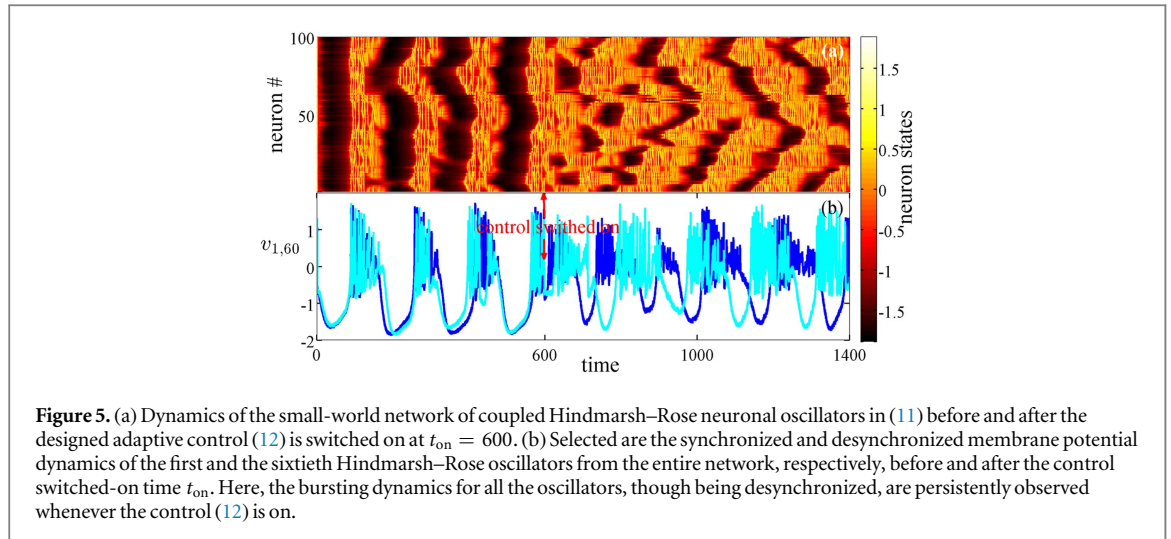 100
50
neuron #
(a)
1.5
1
0.5
0
-0.5
-1
-1.5
neuron states
(b)
control swithed on
v1,60
1
0
-1
-2
0
600
1000
1400
time
Figure 5. (a) Dynamics of the small-world network of coupled Hindmarsh–Rose neuronal oscillators in (11) before and after the
designed adaptive control (12) is switched on at ton = 600. (b) Selected are the synchronized and desynchronized membrane potential
dynamics of the first and the sixtieth Hindmarsh–Rose oscillators from the entire network, respectively, before and after the control
switched-on time ton. Here, the bursting dynamics for all the oscillators, though being desynchronized, are persistently observed
whenever the control (12) is on.